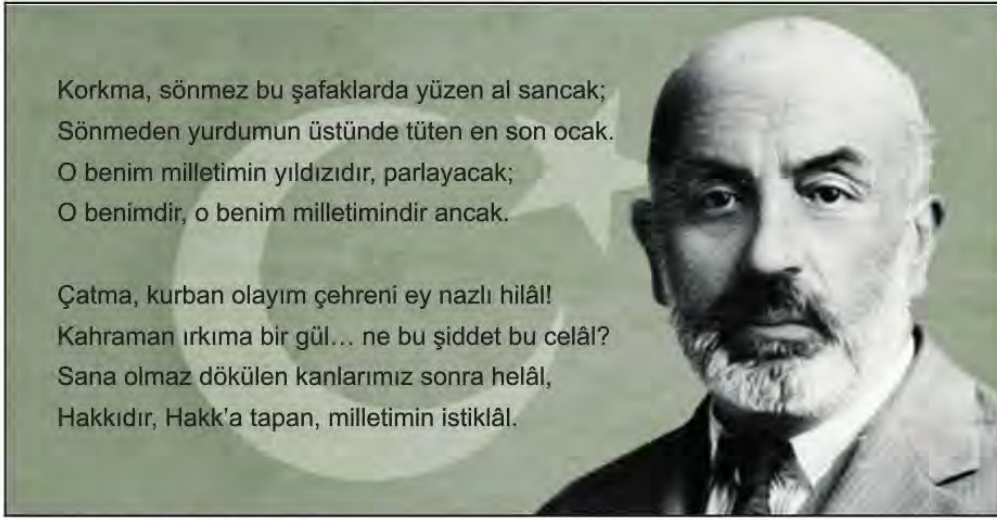 Korkma, sönmez bu şafaklarda yüzen al sancak;
Sönmeden yurdumun üstünde tüten en son ocak.
O benim milletimin yıldızıdır, parlayacak;
O benimdir, o benim milletimindir ancak.
Çatma, kurban olayım çehreni ey nazlı hilâl!
Kahraman ırkıma bir gül… ne bu şiddet bu celâl?
Sana olmaz dökülen kanlarımız sonra helâl,
Hakkıdır, Hakk’a tapan, milletimin istiklâl.